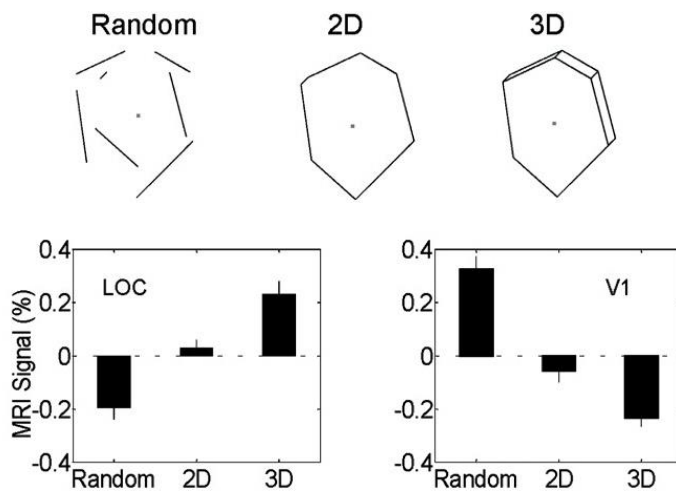 Random 2D 3D
0.4 0.4
LOC V1
0.2 0.2
MRI Signal (%)
0 0
-0.2 -0.2
-0.4 -0.4
Random 2D 3D Random 2D 3D